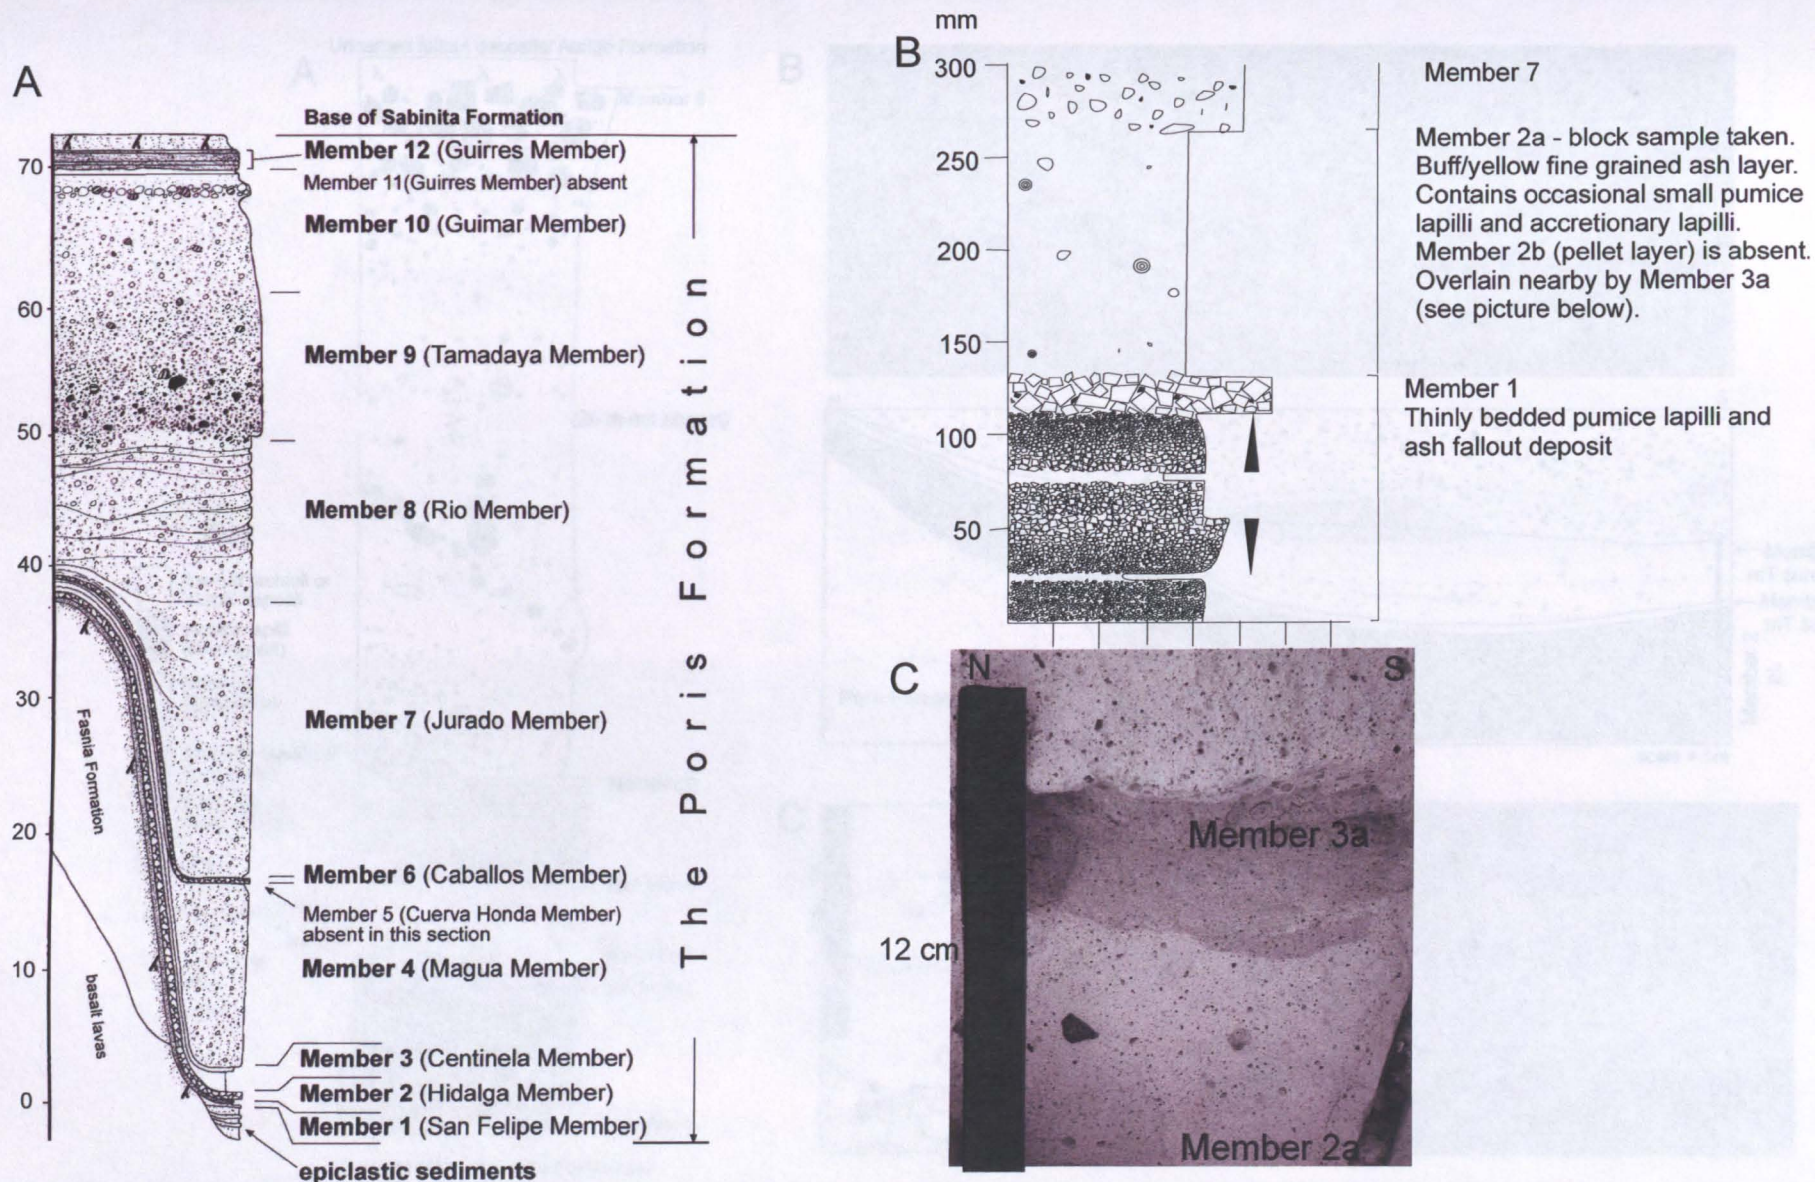 A
Base of Sabinita Formation
Member 12 (Guirres Member)
Member 11(Guirres Member) absent
Member 10 (Guimar Member)
Member 9 (Tamadaya Member)
Member 8 (Rio Member)
Member 7 (Jurado Member)
Member 6 (Caballos Member)
Member 5 (Cuerva Honda Member)
absent in this section
Member 4 (Magua Member)
Member 3 (Centinela Member)
Member 2 (Hidalga Member)
Member 1 (San Felipe Member)
epiclastic sediments
70
60
50
40
30
20
10
0
Fasnia Formation
basalt lavas
The Poris Formation
B
mm
300
250
200
150
100
50
Member 7
Member 2a - block sample taken.
Buff/yellow fine grained ash layer.
Contains occasional small pumice
lapilli and accretionary lapilli.
Member 2b (pellet layer) is absent.
Overlain nearby by Member 3a
(see picture below).
Member 1
Thinly bedded pumice lapilli and
ash fallout deposit
C
N
S
12 cm
Member 3a
Member 2a